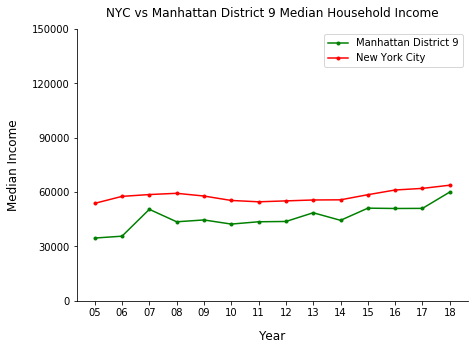 NYC vs Manhattan District 9 Median Household Income
150000
120000
90000
60000
30000
0
Median Income
Manhattan District 9
New York City
05 06 07 08 09 10 11 12 13 14 15 16 17 18
Year